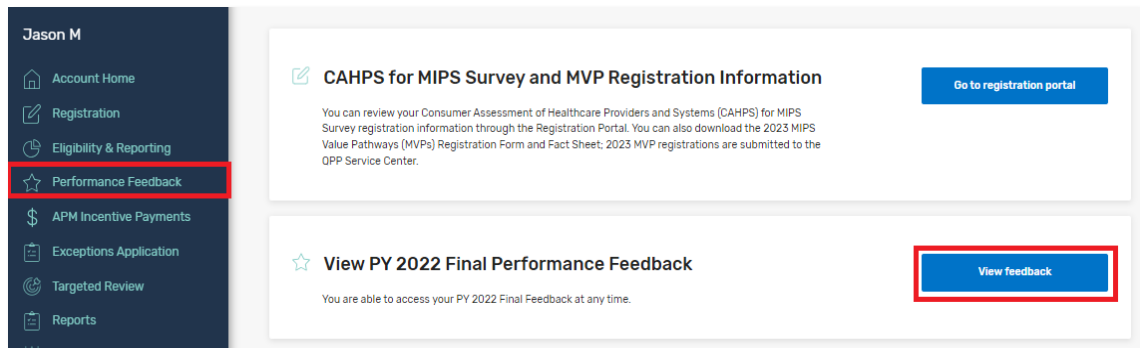 Jason M
Account Home
Registration
Eligibility & Reporting
Performance Feedback
APM Incentive Payments
Exceptions Application
Targeted Review
Reports
CAHPS for MIPS Survey and MVP Registration Information
You can review your Consumer Assessment of Healthcare Providers and Systems (CAHPS) for MIPS
Survey registration information through the Registration Portal. You can also download the 2023 MIPS
Value Pathways (MVPs) Registration Form and Fact Sheet; 2023 MVP registrations are submitted to the
QPP Service Center.
Go to registration portal
View PY 2022 Final Performance Feedback
You are able to access your PY 2022 Final Feedback at any time.
View feedback